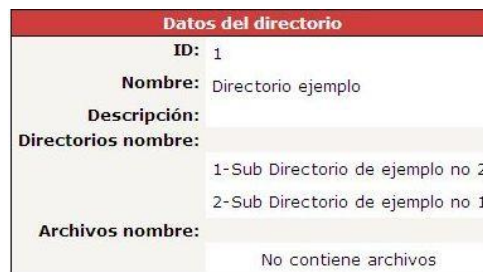 Datos del directorio
ID: 1
Nombre: Directorio ejemplo
Descripción:
Directorios nombre:
1-Sub Directorio de ejemplo no 2
2-Sub Directorio de ejemplo no 1
Archivos nombre:
No contiene archivos